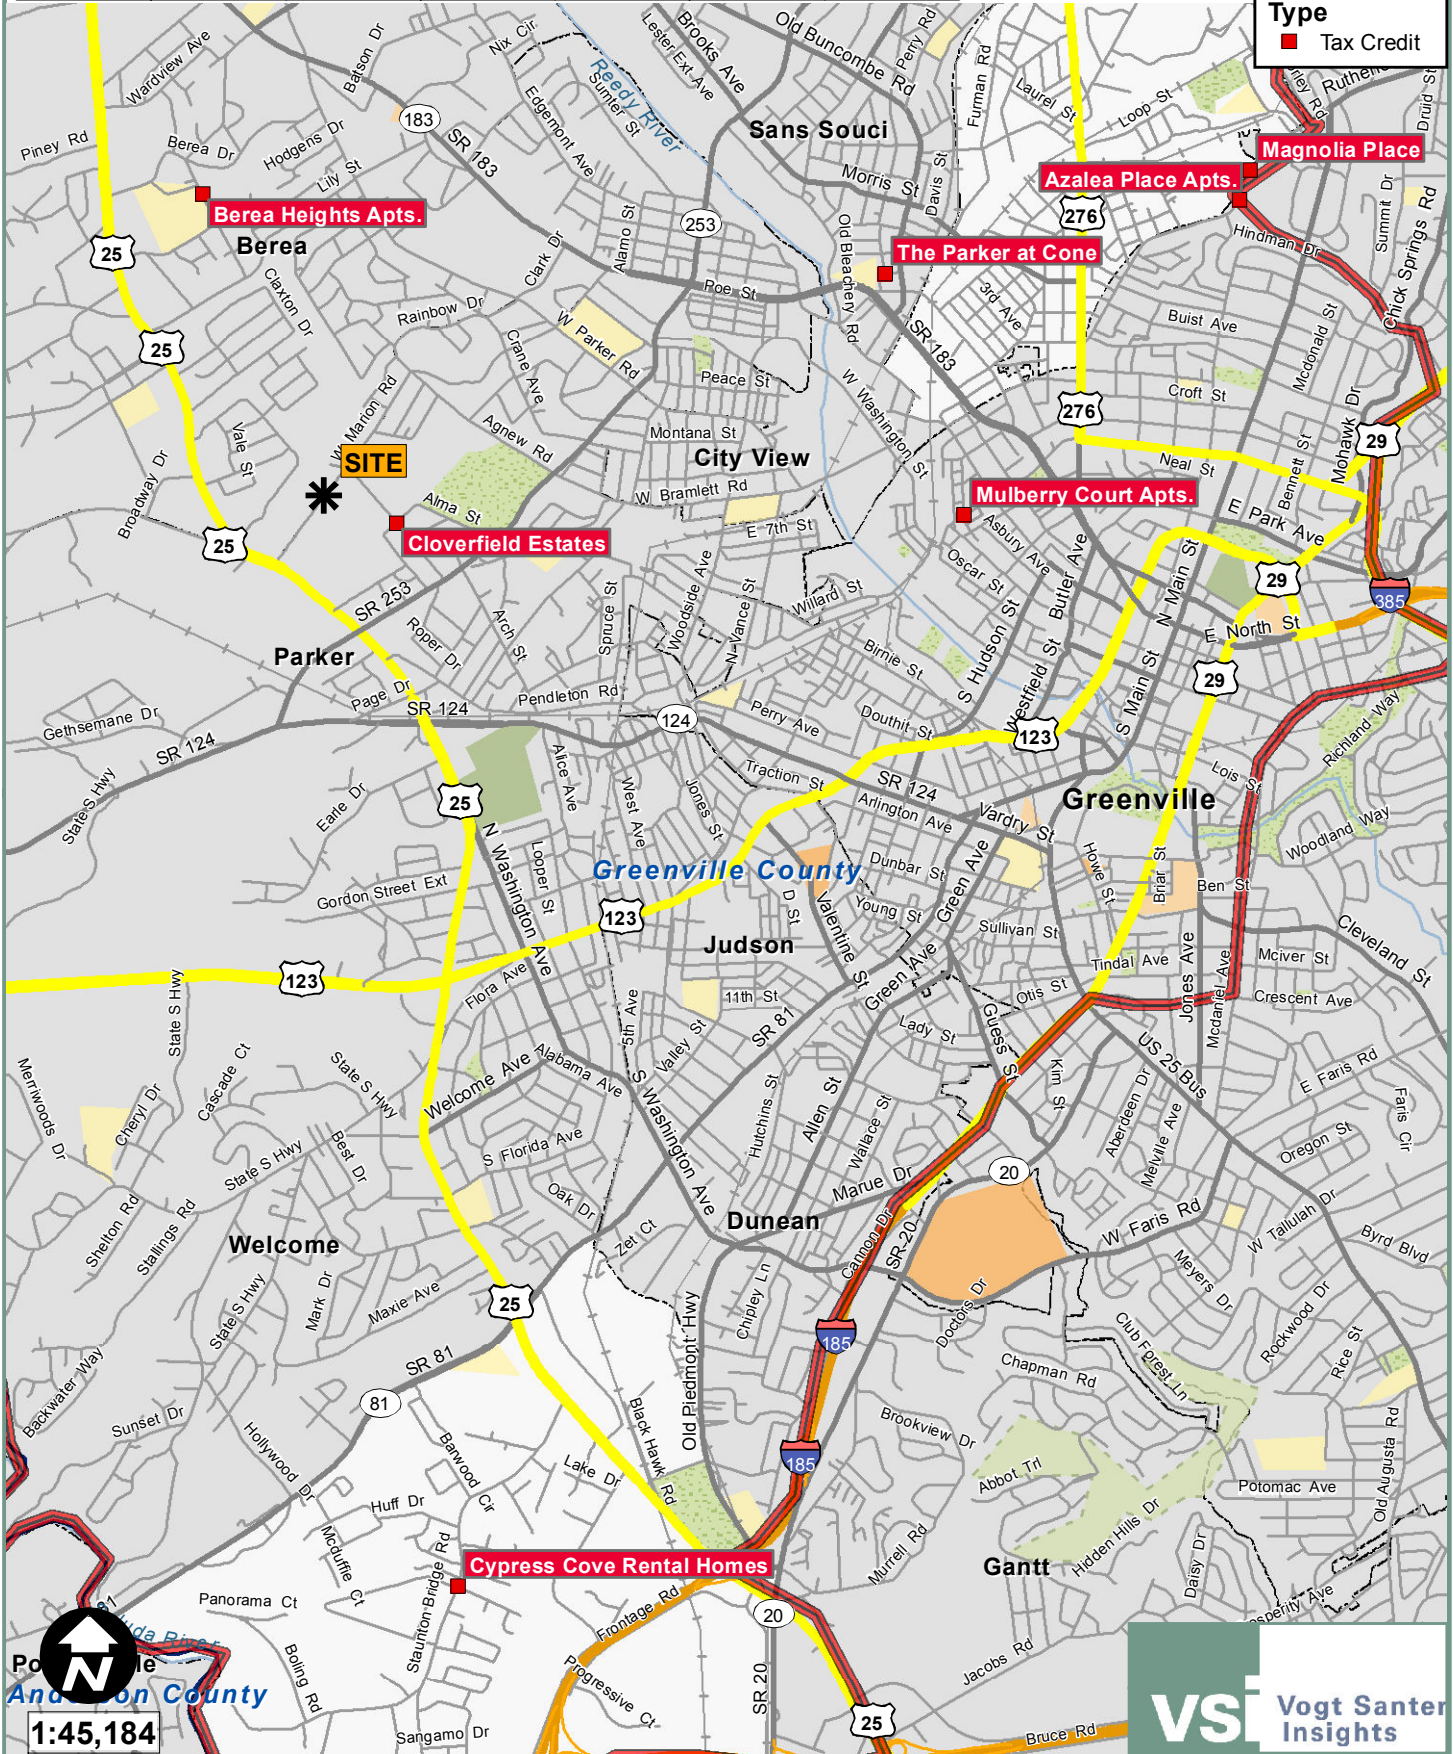 Type
Tax Credit
Wardview Ave
Batson Dr
Nix Cir
Lester Ext Ave
Brooks Ave
Old Buncombe Rd
Perry Rd
Furman Rd
Laurel St
Loop St
Druid St
Reedy River
Sumter St
Edgemont Ave
183
SR 183
Sans Souci
Piney Rd
Berea Dr
Hodgens Dr
Lily St
Morris St
Davis St
Magnolia Place
Azalea Place Apts.
Summit Dr
Chick Springs Rd
Berea Heights Apts.
Berea
253
276
Alamo St
Clark Dr
Old Bleachery Rd
The Parker at Cone
Hindman Dr
25
Claxton Dr
Rainbow Dr
Poe St
3rd Ave
Buist Ave
Mcdonald St
25
W Parker Rd
Crane Ave
SR 183
Peace St
W Washington St
Croft St
W Marion Rd
276
Mohawk Dr
29
Vale St
Agnew Rd
Montana St
City View
Neal St
Bennett St
SITE
Broadway Dr
Alma St
W Bramlett Rd
Mulberry Court Apts.
E Park Ave
E 7th St
Asbury Ave
Cloverfield Estates
25
Oscar St
Butler Ave
N Main St
29
385
SR 253
Arch St
Roper Dr
Spruce St
Woodside Ave
N Vance St
Willard St
S Hudson St
E North St
Parker
Birnie St
Westfield St
S Main St
29
Page Dr
Pendleton Rd
SR 124
124
Perry Ave
Douthit St
123
Richland Way
Gethsemane Dr
SR 124
State S Hwy
Alice Ave
West Ave
Jones St
Traction St
SR 124
Arlington Ave
Vardry St
Greenville
Lois St
Woodland Way
25
Earle Dr
N Washington Ave
Looper St
Greenville County
Dunbar St
Green Ave
Howe St
Briar St
Ben St
Gordon Street Ext
123
D St
Valentine St
Young St
Sullivan St
Judson
Cleveland St
Mciver St
Tindal Ave
Jones Ave
Mcdaniel Ave
Crescent Ave
123
State S Hwy
Flora Ave
5th Ave
11th St
SR 81
Green Ave
Otis St
Lady St
Guess St
Kim St
US 25 Bus
E Faris Rd
Merriwoods Dr
Cheryl Dr
Cascade Ct
State S Hwy
Welcome Ave
Alabama Ave
Valley St
S Washington Ave
Hutchins St
Allen St
Wallace St
Aberdeen Dr
Melville Ave
Oregon St
Faris Cir
State S Hwy
Best Dr
S Florida Ave
Marue Dr
20
Shelton Rd
Stallings Rd
Oak Dr
Zet Ct
Dunean
Cannon Dr
SR 20
W Faris Rd
W Tallulah Dr
Byrd Blvd
Welcome
State S Hwy
Mark Dr
Maxie Ave
25
Chipley Ln
Doctors Dr
Meyers Dr
Rockwood Dr
185
Old Piedmont Hwy
Chapman Rd
Club Forest Ln
Rice St
Backwater Way
SR 81
81
Sunset Dr
Hollywood Dr
Barwood Cir
Black Hawk Rd
Brookview Dr
Old Augusta Rd
185
Lake Dr
Abbot Trl
Potomac Ave
Huff Dr
Mcduffie Ct
Staunton Bridge Rd
Murrell Rd
Gantt
Hidden Hills Dr
Daisy Dr
Cypress Cove Rental Homes
Panorama Ct
Frontage Rd
20
Boling Rd
Progressive Ct
SR 20
Jacobs Rd
N
Anderson County
1:45,184
Sangamo Dr
25
Bruce Rd
vsi
Vogt Santer
Insights